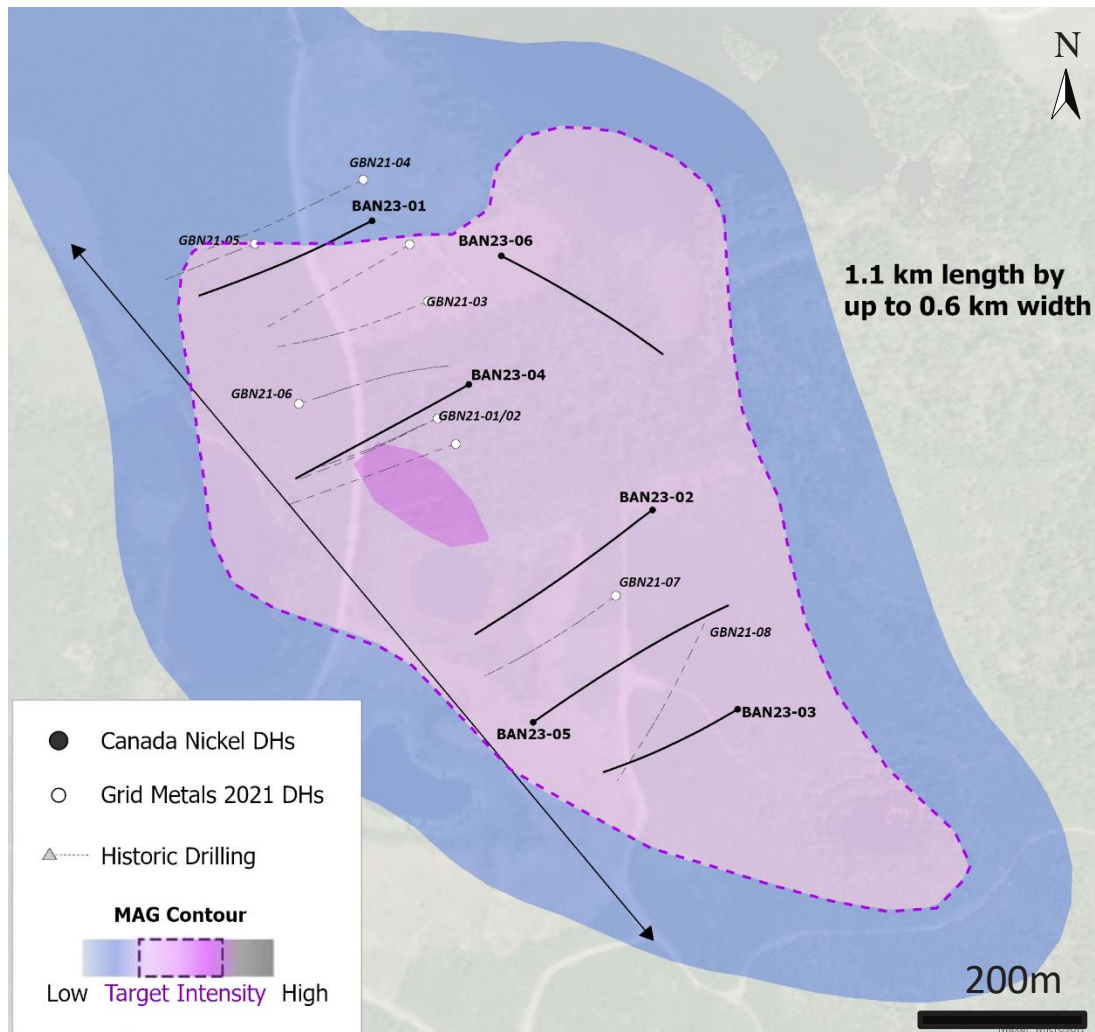 N
GBN21-04
BAN23-01
GBN21-05
BAN23-06
1.1 km length by
up to 0.6 km width
GBN21-03
BAN23-04
GBN21-06
GBN21-01/02
BAN23-02
GBN21-07
GBN21-08
BAN23-03
BAN23-05
Canada Nickel DHs
Grid Metals 2021 DHs
Historic Drilling
MAG Contour
Low Target Intensity High
200m